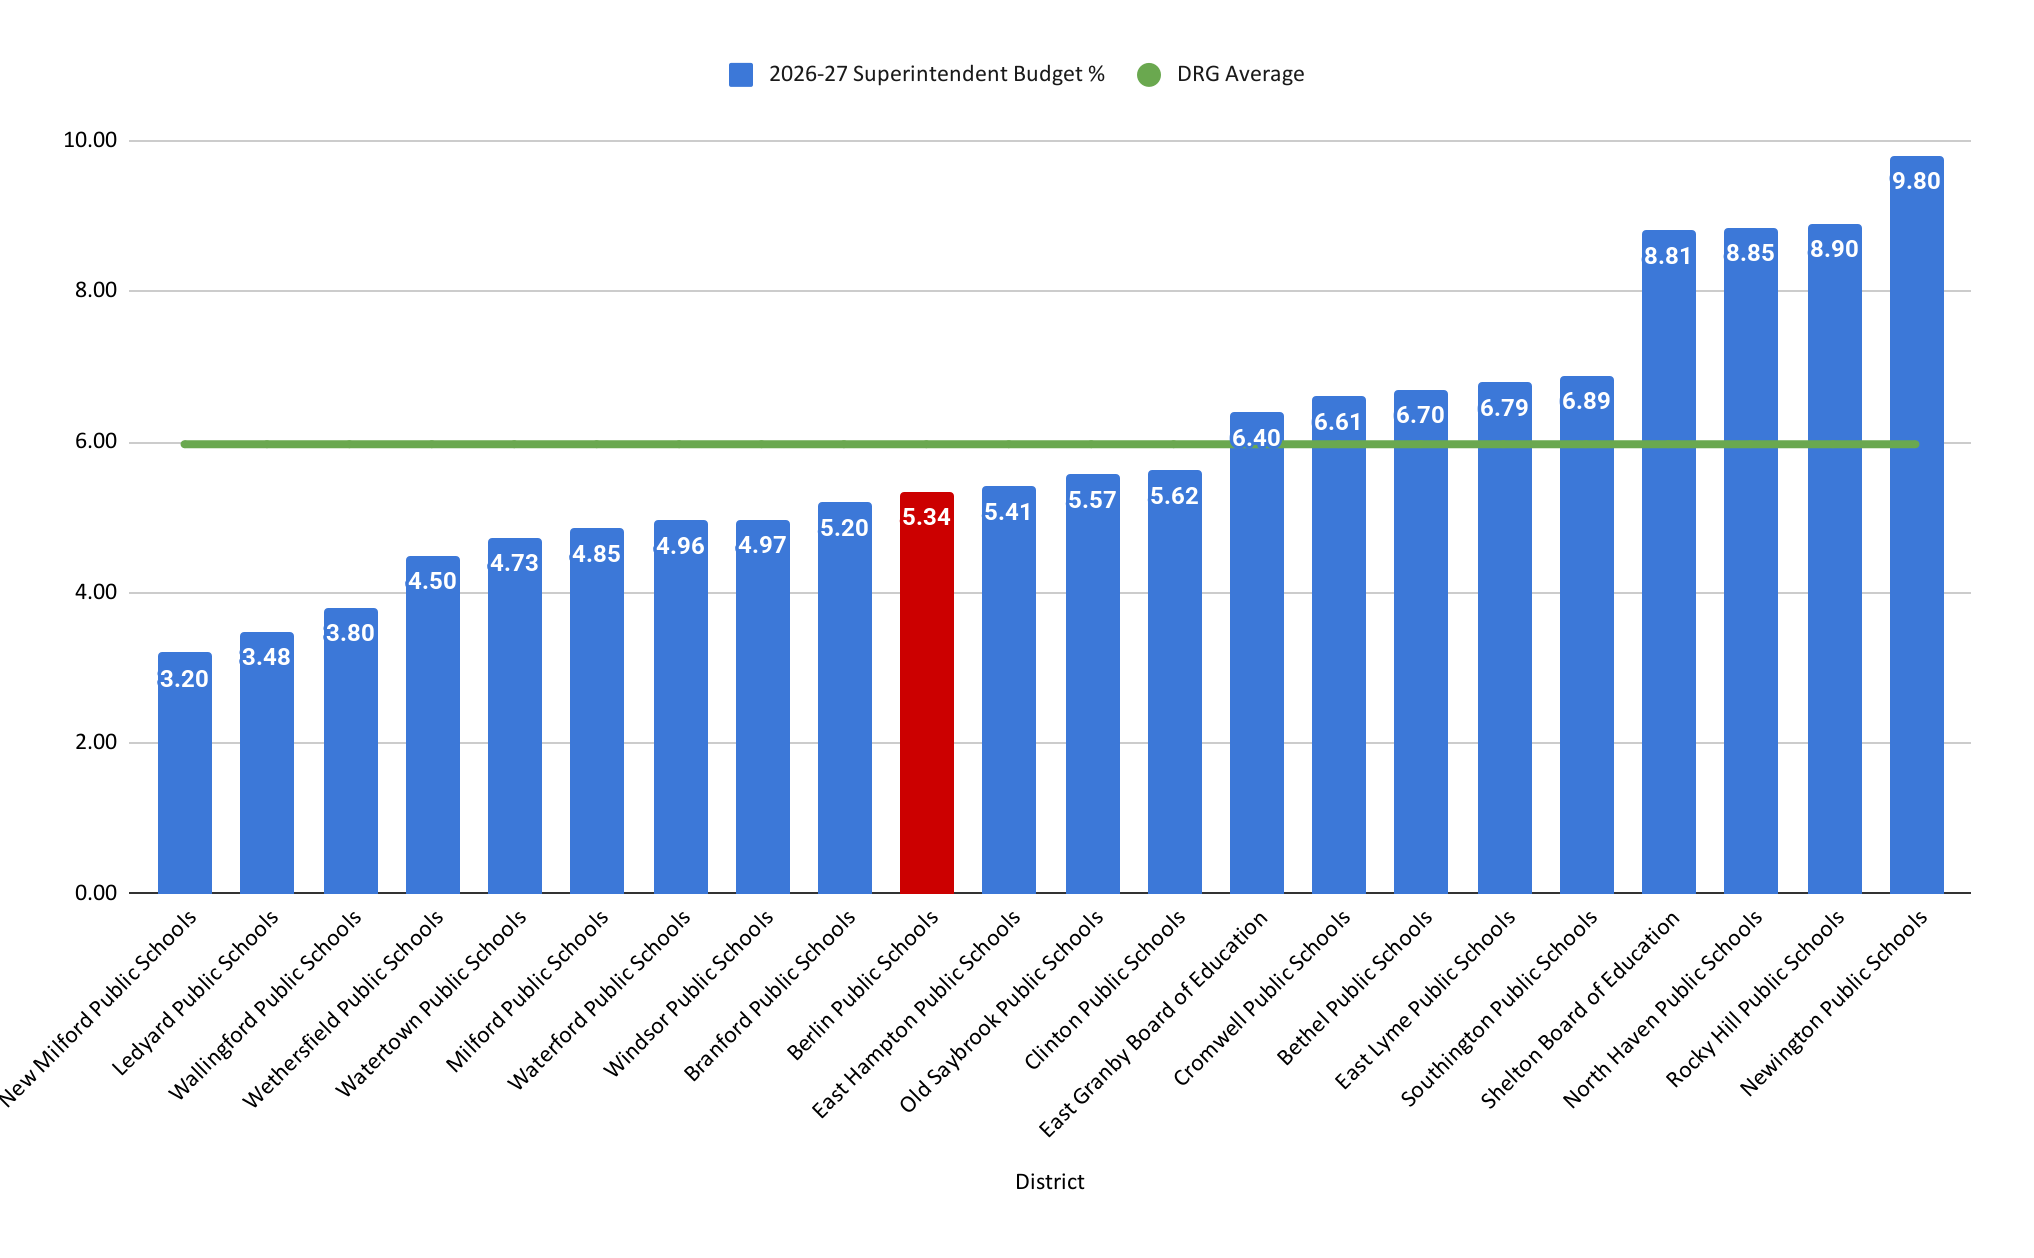 2026-27 Superintendent Budget %
DRG Average
10.00
8.00
6.00
4.00
2.00
0.00
3.20
3.48
3.80
4.50
4.73
4.85
4.96
4.97
5.20
5.34
5.41
5.57
5.62
6.40
6.61
6.70
6.79
6.89
8.81
8.85
8.90
9.80
New Milford Public Schools
Ledyard Public Schools
Wallingford Public Schools
Wethersfield Public Schools
Watertown Public Schools
Milford Public Schools
Waterford Public Schools
Windsor Public Schools
Branford Public Schools
Berlin Public Schools
East Hampton Public Schools
Old Saybrook Public Schools
Clinton Public Schools
East Granby Board of Education
Cromwell Public Schools
Bethel Public Schools
East Lyme Public Schools
Southington Public Schools
Shelton Board of Education
North Haven Public Schools
Rocky Hill Public Schools
Newington Public Schools
District